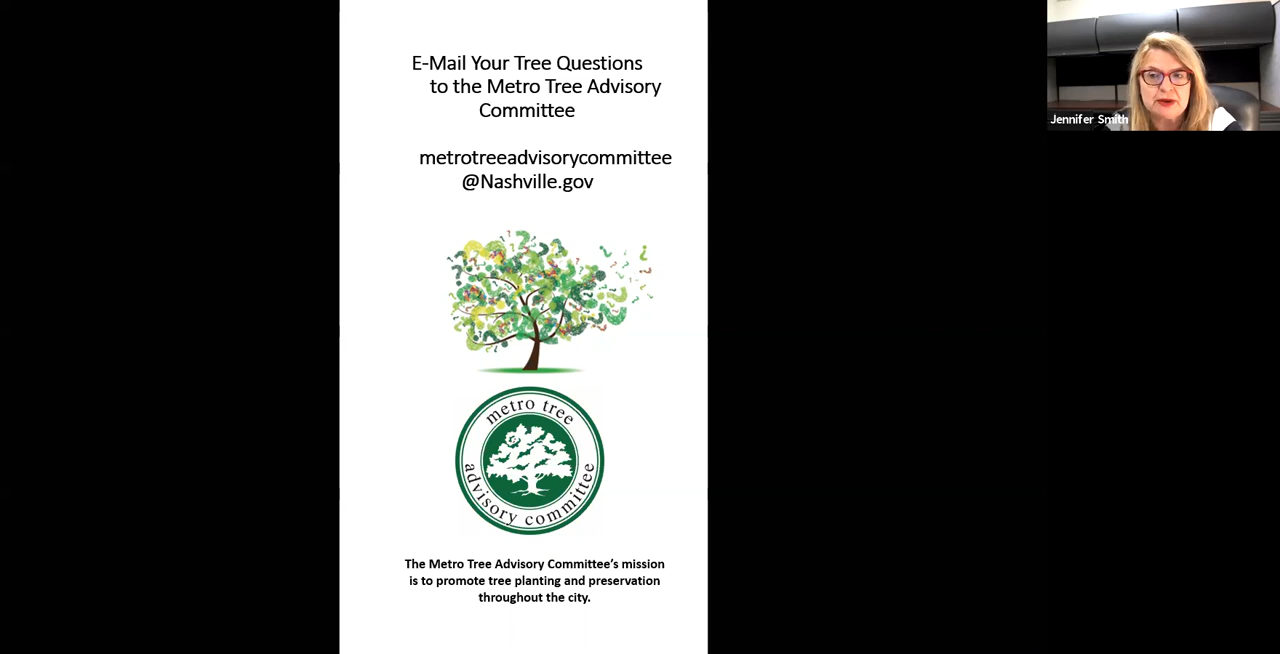 E-Mail Your Tree Questions
to the Metro Tree Advisory
Committee
metrotreeadvisorycommittee
@Nashville.gov
metro tree
advisory committee
The Metro Tree Advisory Committee's mission
is to promote tree planting and preservation
throughout the city.
Jennifer Smith